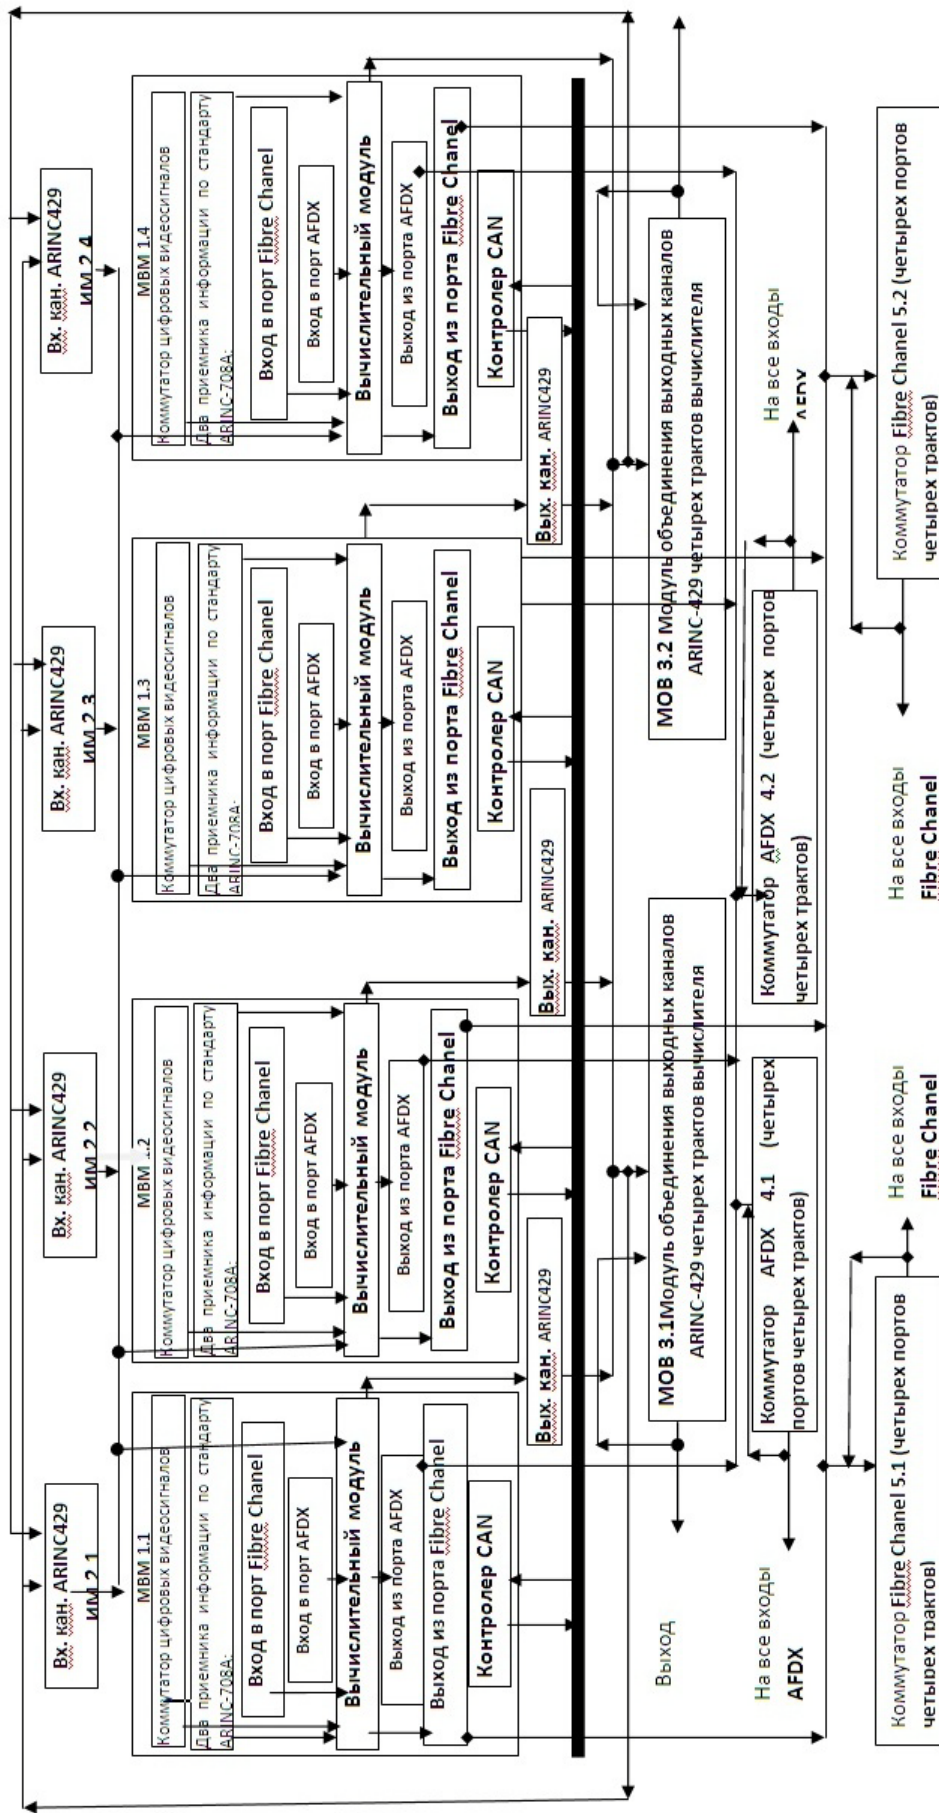 Вх. кан. ARINC429
ИМ 2.1
МВМ 1.1
Коммутатор цифровых видеосигналов
Два приемника информации по стандарту
ARINC-708A:
Вход в порт Fibre Chanel
Вход в порт AFDX
Вычислительный модуль
Выход из порта AFDX
Выход из порта Fibre Chanel
Контролер CAN
Вых. кан. ARINC429
Вх. кан. ARINC429
ИМ 2.2
МВМ 1.2
Коммутатор цифровых видеосигналов
Два приемника информации по стандарту
ARINC-708A:
Вход в порт Fibre Chanel
Вход в порт AFDX
Вычислительный модуль
Выход из порта AFDX
Выход из порта Fibre Chanel
Контролер CAN
Вых. кан. ARINC429
Вх. кан. ARINC429
ИМ 2.3
МВМ 1.3
Коммутатор цифровых видеосигналов
Два приемника информации по стандарту
ARINC-708A:
Вход в порт Fibre Chanel
Вход в порт AFDX
Вычислительный модуль
Выход из порта AFDX
Выход из порта Fibre Chanel
Контролер CAN
Вых. кан. ARINC429
Вх. кан. ARINC429
ИМ 2.4
МВМ 1.4
Коммутатор цифровых видеосигналов
Два приемника информации по стандарту
ARINC-708A:
Вход в порт Fibre Chanel
Вход в порт AFDX
Вычислительный модуль
Выход из порта AFDX
Выход из порта Fibre Chanel
Контролер CAN
Вых. кан. ARINC429
Выход
МОВ 3.1Модуль объединения выходных каналов
ARINC-429 четырех трактов вычислителя
МОВ 3.2 Модуль объединения выходных каналов
ARINC-429 четырех трактов вычислителя
На все входы
AFDX
Коммутатор AFDX 4.1 (четырех
портов четырех трактов)
Коммутатор AFDX 4.2 (четырех портов
четырех трактов)
На все входы
AFDX
Коммутатор Fibre Chanel 5.1 (четырех портов
четырех трактов)
На все входы
Fibre Chanel
На все входы
Fibre Chanel
Коммутатор Fibre Chanel 5.2 (четырех портов
четырех трактов)